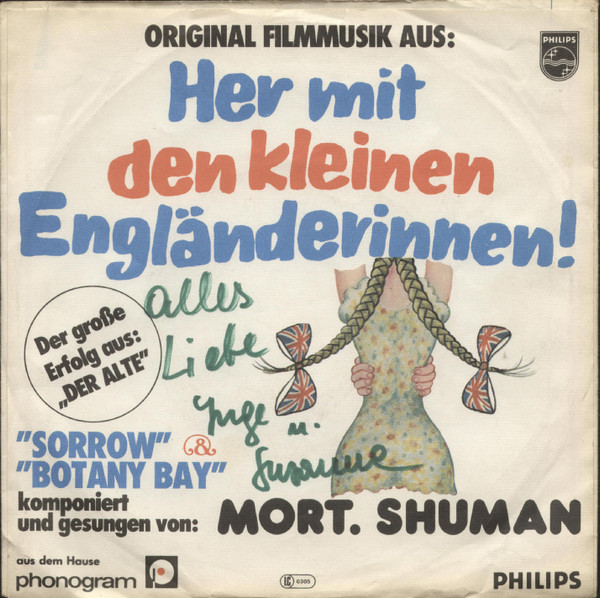 ORIGINAL FILMMUSIK AUS:
PHILIPS
Her mit
den kleinen
Engländerinnen!
alles
Liebe
Inge u.
Susanne
Der große
Erfolg aus:
„DER ALTE”
”SORROW” &
”BOTANY BAY”
komponiert
und gesungen von:
MORT. SHUMAN
aus dem Hause
phonogram
LC 0305
PHILIPS